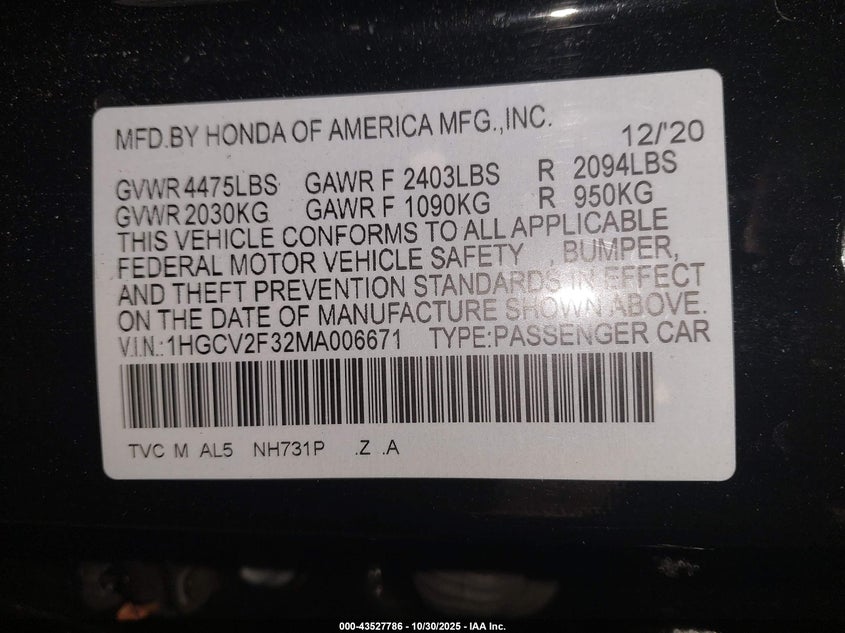 MFD.BY HONDA OF AMERICA MFG.,INC. 12/'20
GVWR 4475LBS GAWR F 2403LBS R 2094LBS
GVWR 2030KG GAWR F 1090KG R 950KG
THIS VEHICLE CONFORMS TO ALL APPLICABLE
FEDERAL MOTOR VEHICLE SAFETY , BUMPER,
AND THEFT PREVENTION STANDARDS IN EFFECT
ON THE DATE OF MANUFACTURE SHOWN ABOVE.
V.I.N.:1HGCV2F32MA006671 TYPE:PASSENGER CAR
TVC M AL5 NH731P .Z .A
000-43527786 - 10/30/2025 - IAA Inc.